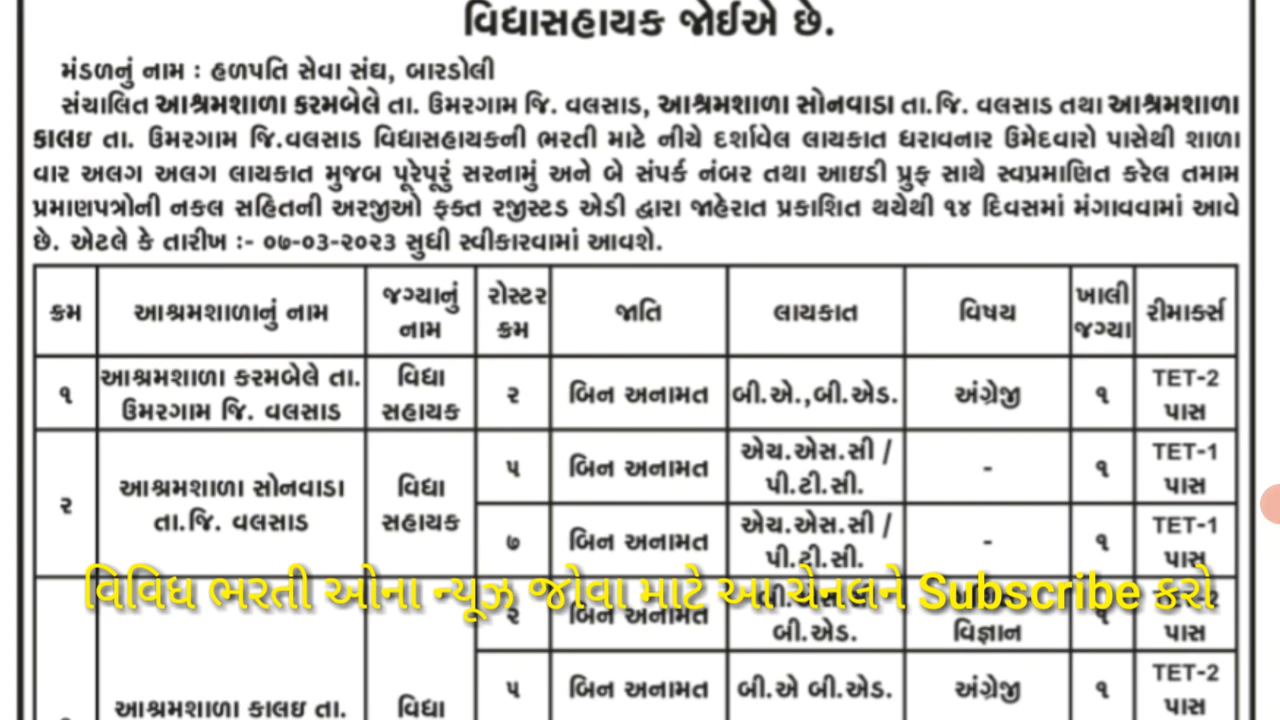 વિદ્યાસહાયક જોઈએ છે.
મંડળનું નામ : હળપતિ સેવા સંઘ, બારડોલી
સંચાલિત આશ્રમશાળા કરમબેલે તા. ઉમરગામ જિ. વલસાડ, આશ્રમશાળા સોનવાડા તા.જિ. વલસાડ તથા આશ્રમશાળા
કાલઇ તા. ઉમરગામ જિ.વલસાડ વિદ્યાસહાયકની ભરતી માટે નીચે દર્શાવેલ લાયકાત ધરાવનાર ઉમેદવારો પાસેથી શાળા
વાર અલગ અલગ લાયકાત મુજબ પૂરેપૂરું સરનામું અને બે સંપર્ક નંબર તથા આઇડી પ્રુફ સાથે સ્વપ્રમાણિત કરેલ તમામ
પ્રમાણપત્રોની નકલ સહિતની અરજીઓ ફક્ત રજીસ્ટડ એડી દ્વારા જાહેરાત પ્રકાશિત થયેથી ૧૪ દિવસમાં મંગાવવામાં આવે
છે. એટલે કે તારીખ :- ૦૭-૦૩-૨૦૨૩ સુધી સ્વીકારવામાં આવશે.
ક્રમ આશ્રમશાળાનું નામ જગ્યાનું નામ રોસ્ટર ક્રમ જાતિ લાયકાત વિષય ખાલી જગ્યા રીમાર્ક્સ
૧ આશ્રમશાળા કરમબેલે તા. ઉમરગામ જિ. વલસાડ વિદ્યા સહાયક ૨ બિન અનામત બી.એ.,બી.એડ. અંગ્રેજી ૧ TET-2 પાસ
૨ આશ્રમશાળા સોનવાડા તા.જિ. વલસાડ વિદ્યા સહાયક ૫ બિન અનામત એચ.એસ.સી / પી.ટી.સી. - ૧ TET-1 પાસ
૭ બિન અનામત એચ.એસ.સી / પી.ટી.સી. - ૧ TET-1 પાસ
વિવિધ ભરતી ઓના ન્યૂઝ જોવા માટે આ ચેનલને Subscribe કરો
૨ બિન અનામત બી.એડ. વિજ્ઞાન ૧ પાસ
આશ્રમશાળા કાલઇ તા. વિદ્યા ૫ બિન અનામત બી.એ બી.એડ. અંગ્રેજી ૧ TET-2 પાસ